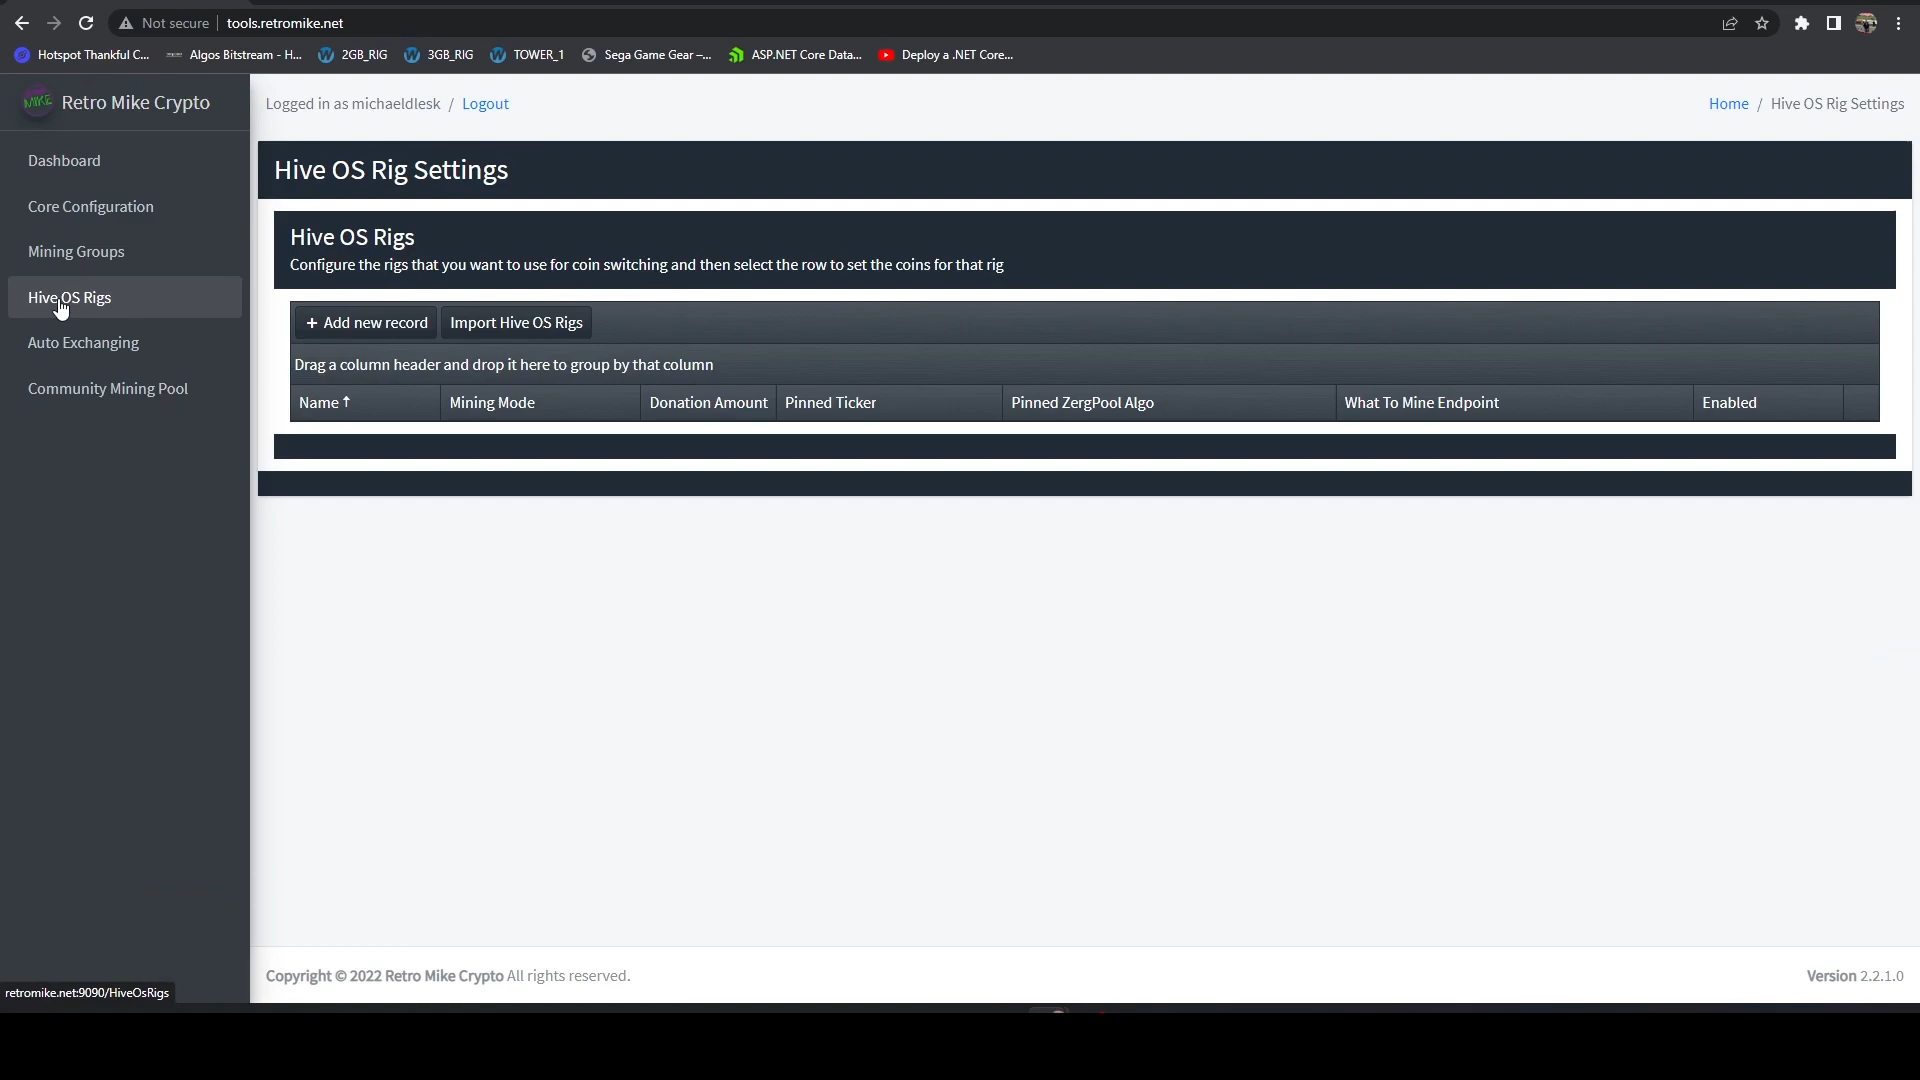 Not secure
tools.retromike.net
Hotspot Thankful C...
Algos Bitstream - H...
2GB_RIG
3GB_RIG
TOWER_1
Sega Game Gear –...
ASP.NET Core Data...
Deploy a .NET Core...
MIKE
Retro Mike Crypto
Logged in as michaeldlesk / Logout
Home / Hive OS Rig Settings
Dashboard
Core Configuration
Mining Groups
Hive OS Rigs
Auto Exchanging
Community Mining Pool
Hive OS Rig Settings
Hive OS Rigs
Configure the rigs that you want to use for coin switching and then select the row to set the coins for that rig
+ Add new record
Import Hive OS Rigs
Drag a column header and drop it here to group by that column
Name ↑
Mining Mode
Donation Amount
Pinned Ticker
Pinned ZergPool Algo
What To Mine Endpoint
Enabled
Copyright © 2022 Retro Mike Crypto All rights reserved.
Version 2.2.1.0
retromike.net:9090/HiveOsRigs